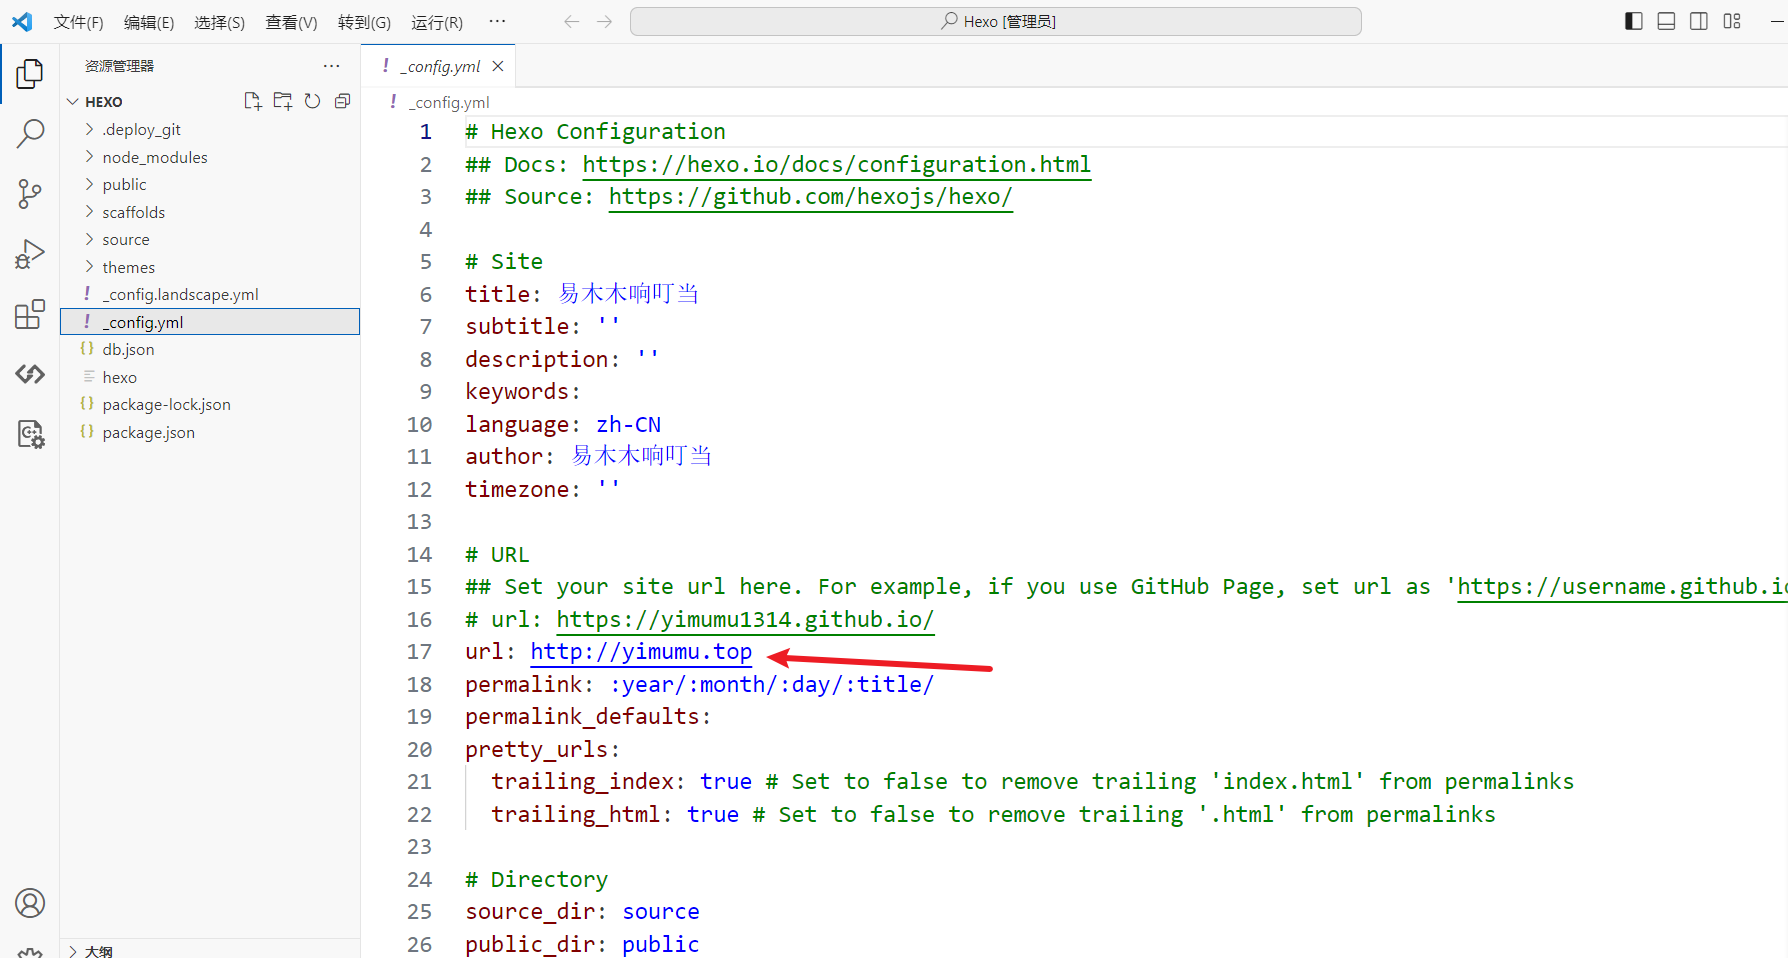 文件(F) 编辑(E) 选择(S) 查看(V) 转到(G) 运行(R) ··· Hexo [管理员]
资源管理器 ···
HEXO
.deploy_git
node_modules
public
scaffolds
source
themes
! _config.landscape.yml
! _config.yml
{} db.json
hexo
{} package-lock.json
{} package.json
大纲
! _config.yml
! _config.yml
1 # Hexo Configuration
2 ## Docs: https://hexo.io/docs/configuration.html
3 ## Source: https://github.com/hexojs/hexo/
4
5 # Site
6 title: 易木木响叮当
7 subtitle: ''
8 description: ''
9 keywords:
10 language: zh-CN
11 author: 易木木响叮当
12 timezone: ''
13
14 # URL
15 ## Set your site url here. For example, if you use GitHub Page, set url as 'https://username.github.io
16 # url: https://yimumu1314.github.io/
17 url: http://yimumu.top
18 permalink: :year/:month/:day/:title/
19 permalink_defaults:
20 pretty_urls:
21 trailing_index: true # Set to false to remove trailing 'index.html' from permalinks
22 trailing_html: true # Set to false to remove trailing '.html' from permalinks
23
24 # Directory
25 source_dir: source
26 public_dir: public